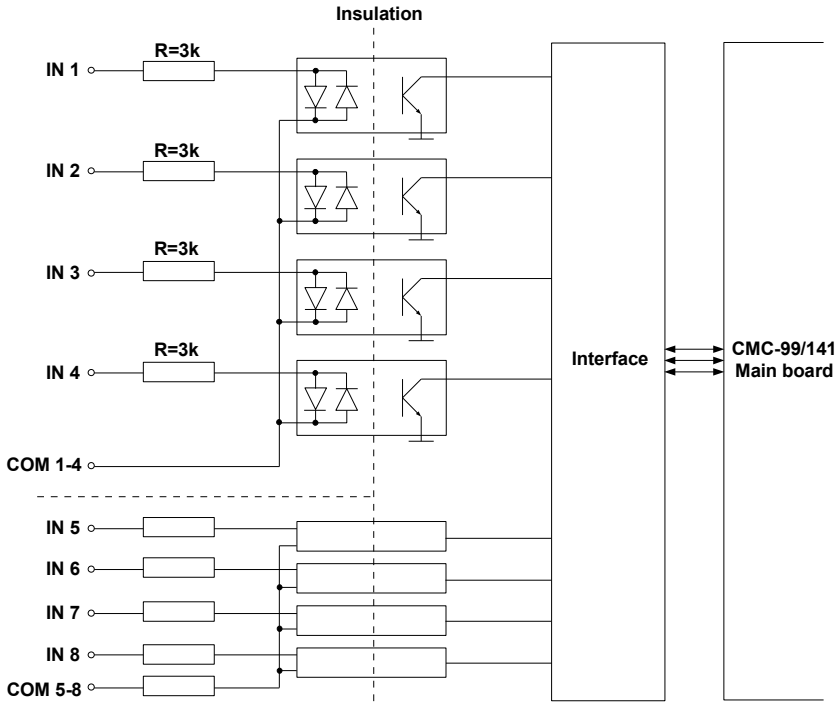 Insulation
R=3k
IN 1
R=3k
IN 2
R=3k
IN 3
R=3k
IN 4
COM 1-4
Interface
CMC-99/141
Main board
IN 5
IN 6
IN 7
IN 8
COM 5-8